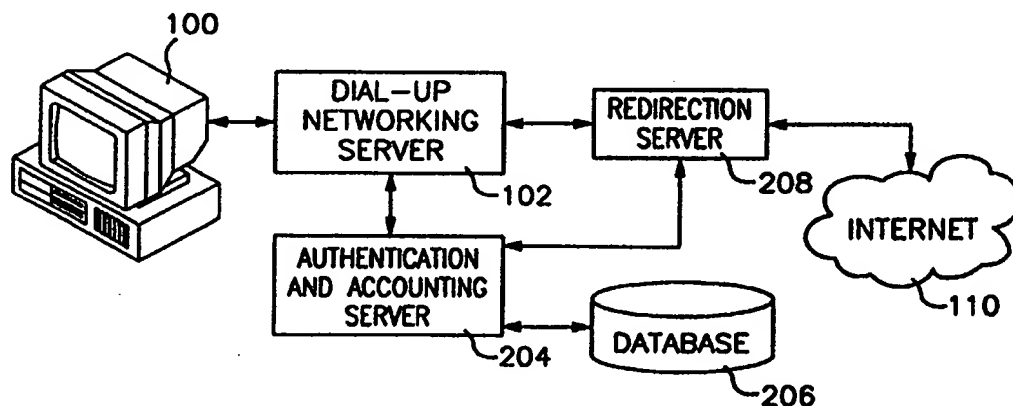 100
DIAL-UP
NETWORKING
SERVER
102
REDIRECTION
SERVER
208
INTERNET
110
AUTHENTICATION
AND ACCOUNTING
SERVER
204
DATABASE
206